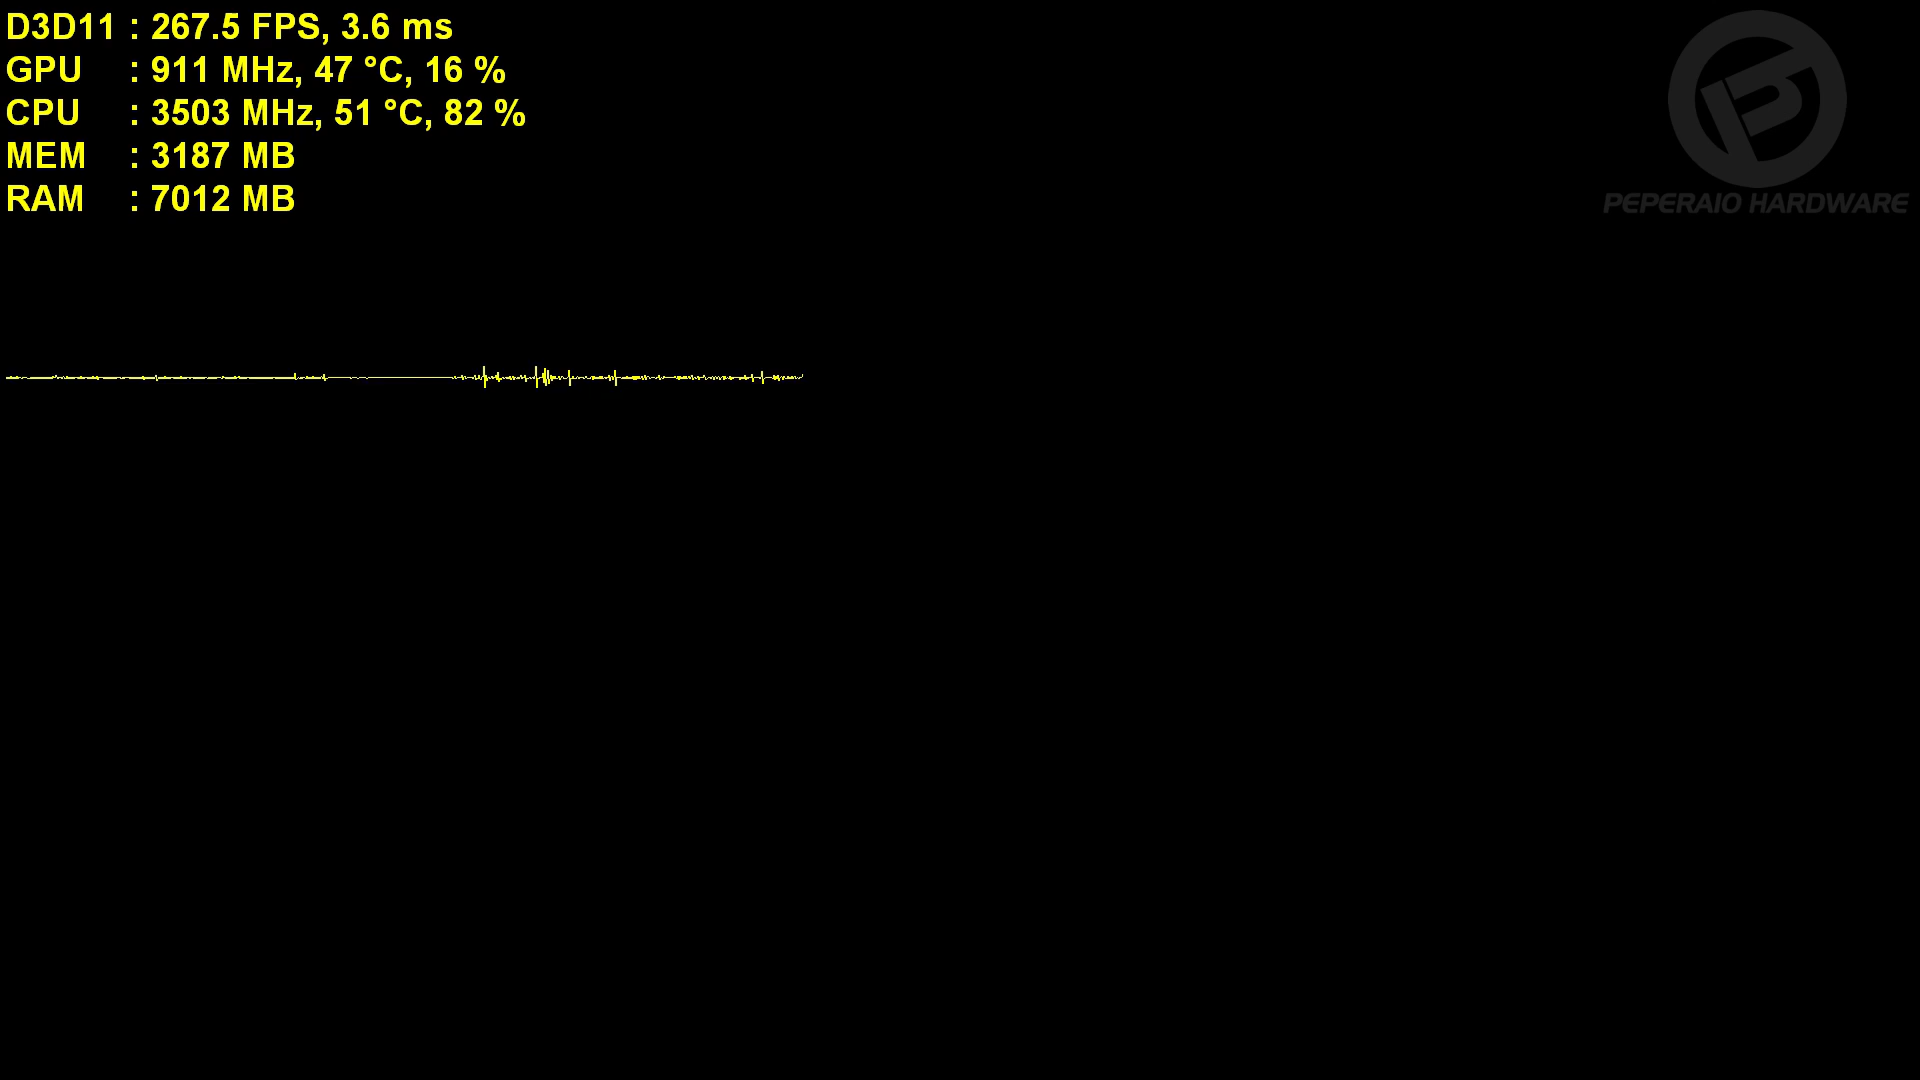 D3D11 : 267.5 FPS, 3.6 ms
GPU : 911 MHz, 47 °C, 16 %
CPU : 3503 MHz, 51 °C, 82 %
MEM : 3187 MB
RAM : 7012 MB
PEPERAIO HARDWARE